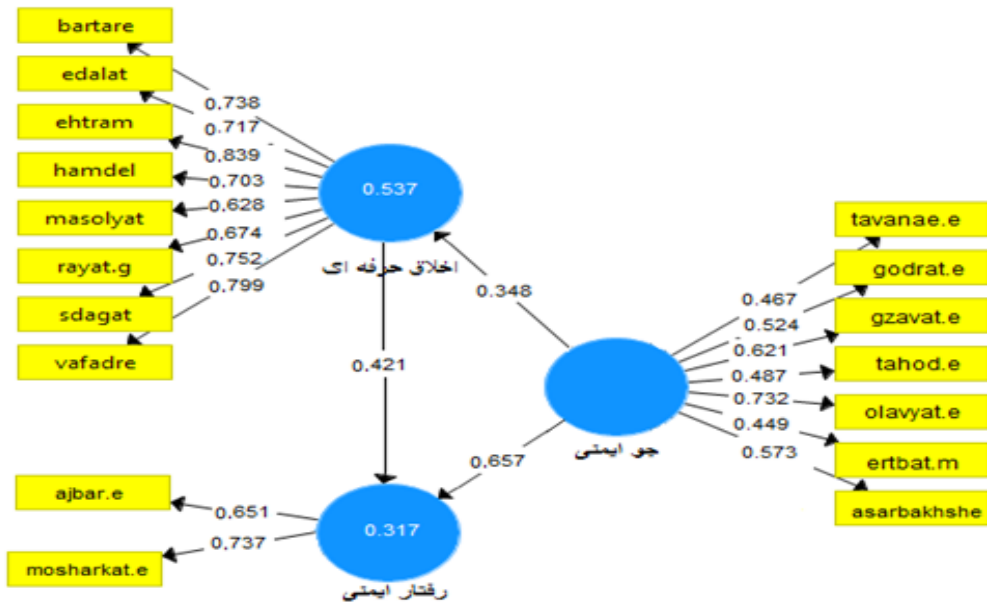 bartare
edalat
ehtram
hamdel
masolyat
rayat.g
sdagat
vafadre
0.738
0.717
0.839
0.703
0.628
0.674
0.752
0.799
0.537
اخلاق حرفه ای
0.348
0.421
tavanae.e
godrat.e
gzavat.e
tahod.e
olavyat.e
ertbat.m
asarbakhshe
0.467
0.524
0.621
0.487
0.732
0.449
0.573
جو ایمنی
0.657
ajbar.e
mosharkat.e
0.651
0.737
0.317
رفتار ایمنی